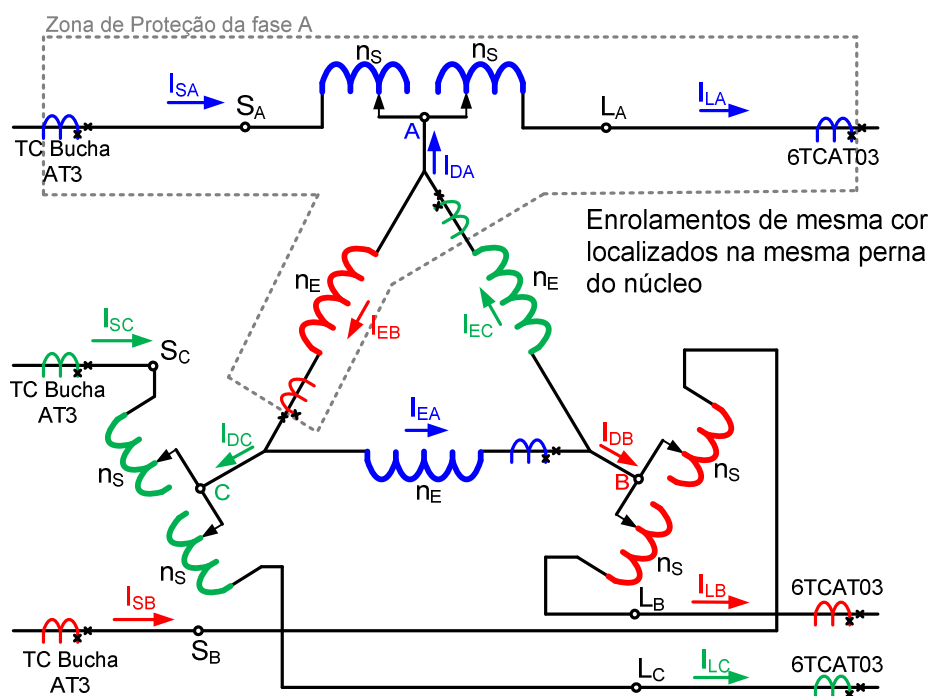 Zona de Proteção da fase A
nS
nS
ISA
SA
LA
ILA
A
TC Bucha
AT3
6TCAT03
IDA
Enrolamentos de mesma cor
localizados na mesma perna
do núcleo
nE
nE
IEB
IEC
ISC
SC
TC Bucha
AT3
IEA
IDC
IDB
nS
C
nE
B
nS
nS
nS
ISB
LB
ILB
6TCAT03
SB
TC Bucha
AT3
LC
ILC
6TCAT03